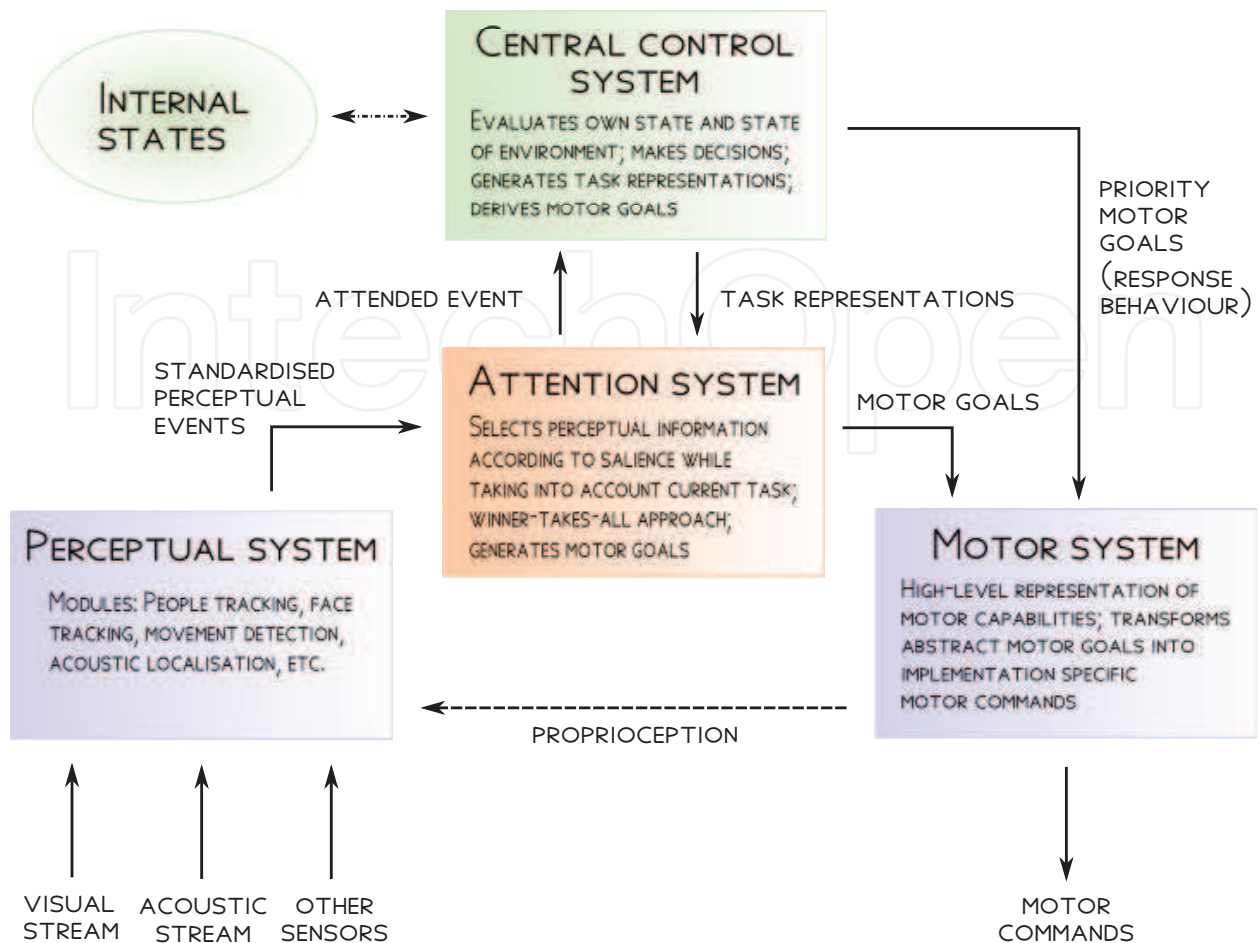 INTERNAL
STATES
CENTRAL CONTROL
SYSTEM
EVALUATES OWN STATE AND STATE
OF ENVIRONMENT; MAKES DECISIONS;
GENERATES TASK REPRESENTATIONS;
DERIVES MOTOR GOALS
PRIORITY
MOTOR
GOALS
(RESPONSE
BEHAVIOUR)
ATTENDED EVENT
TASK REPRESENTATIONS
IntechOpen
STANDARDISED
PERCEPTUAL
EVENTS
ATTENTION SYSTEM
SELECTS PERCEPTUAL INFORMATION
ACCORDING TO SALIENCE WHILE
TAKING INTO ACCOUNT CURRENT TASK;
WINNER-TAKES-ALL APPROACH;
GENERATES MOTOR GOALS
MOTOR GOALS
PERCEPTUAL SYSTEM
MODULES: PEOPLE TRACKING, FACE
TRACKING, MOVEMENT DETECTION,
ACOUSTIC LOCALISATION, ETC.
MOTOR SYSTEM
HIGH-LEVEL REPRESENTATION OF
MOTOR CAPABILITIES; TRANSFORMS
ABSTRACT MOTOR GOALS INTO
IMPLEMENTATION SPECIFIC
MOTOR COMMANDS
PROPRIOCEPTION
VISUAL
STREAM
ACOUSTIC
STREAM
OTHER
SENSORS
MOTOR
COMMANDS